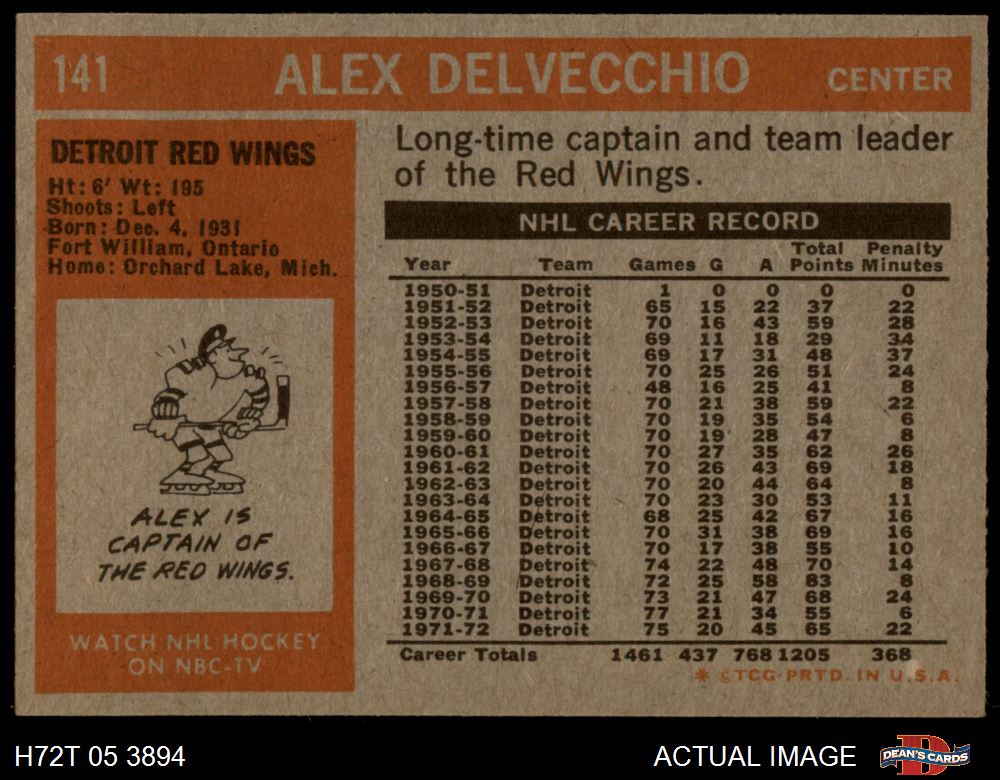 141 ALEX DELVECCHIO CENTER
DETROIT RED WINGS
Ht: 6' Wt: 195
Shoots: Left
Born: Dec. 4, 1931
Fort William, Ontario
Home: Orchard Lake, Mich.
ALEX IS
CAPTAIN OF
THE RED WINGS.
WATCH NHL HOCKEY
ON NBC-TV
Long-time captain and team leader
of the Red Wings.
NHL CAREER RECORD
Total Penalty
Year Team Games G A Points Minutes
1950-51 Detroit 1 0 0 0 0
1951-52 Detroit 65 15 22 37 22
1952-53 Detroit 70 16 43 59 28
1953-54 Detroit 69 11 18 29 34
1954-55 Detroit 69 17 31 48 37
1955-56 Detroit 70 25 26 51 24
1956-57 Detroit 48 16 25 41 8
1957-58 Detroit 70 21 38 59 22
1958-59 Detroit 70 19 35 54 6
1959-60 Detroit 70 19 28 47 8
1960-61 Detroit 70 27 35 62 26
1961-62 Detroit 70 26 43 69 18
1962-63 Detroit 70 20 44 64 8
1963-64 Detroit 70 23 30 53 11
1964-65 Detroit 68 25 42 67 16
1965-66 Detroit 70 31 38 69 16
1966-67 Detroit 70 17 38 55 10
1967-68 Detroit 74 22 48 70 14
1968-69 Detroit 72 25 58 83 8
1969-70 Detroit 73 21 47 68 24
1970-71 Detroit 77 21 34 55 6
1971-72 Detroit 75 20 45 65 22
Career Totals 1461 437 768 1205 368
* © TCG PRTD. IN U.S.A.
H72T 05 3894
ACTUAL IMAGE
DEAN'S CARDS